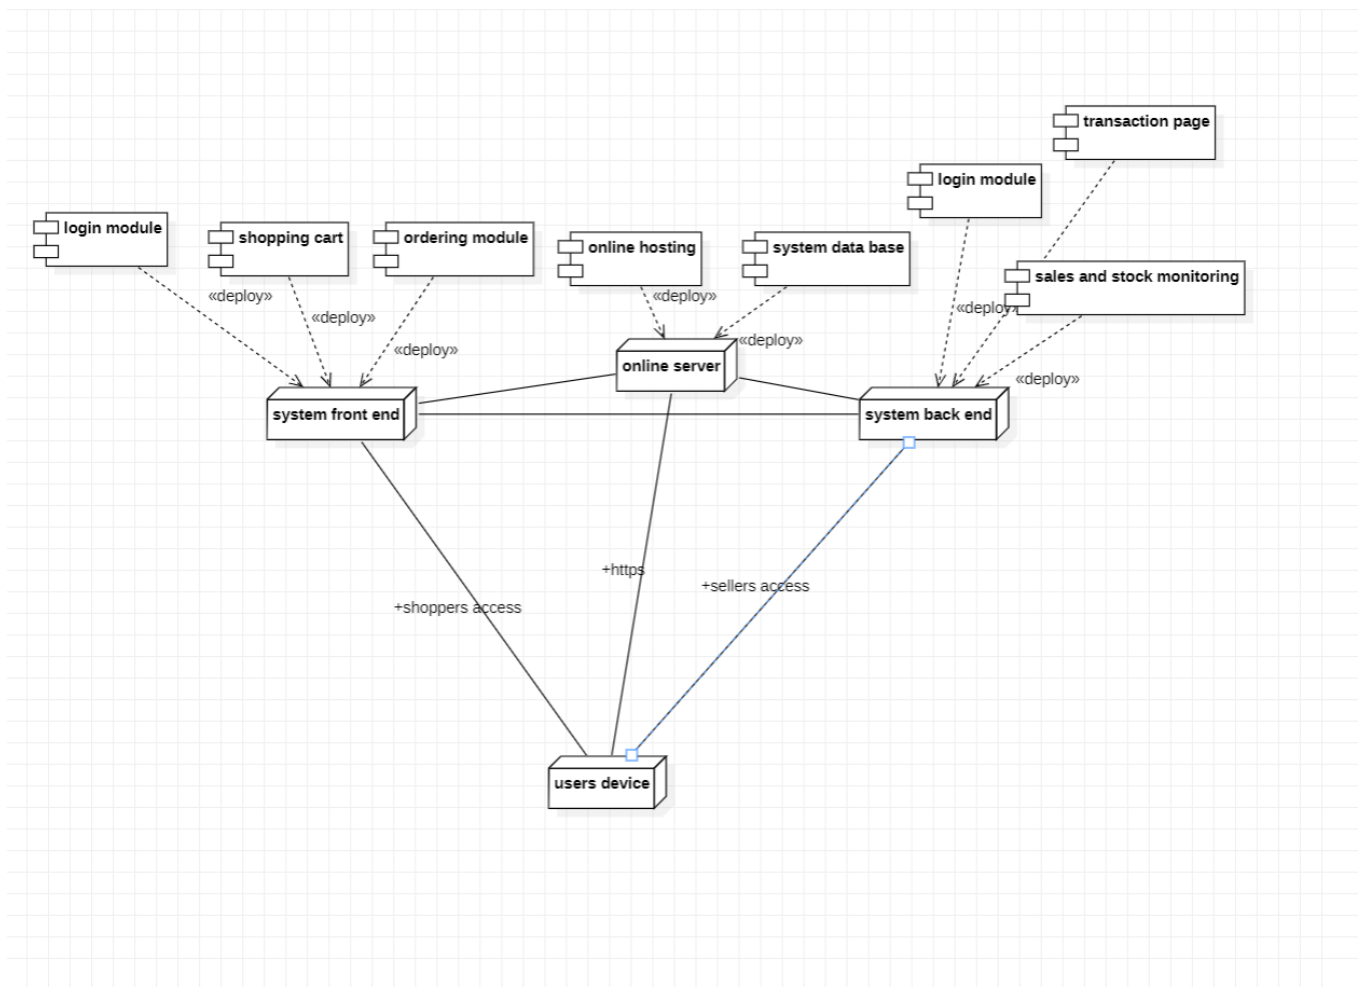 transaction page
login module
login module
shopping cart
ordering module
online hosting
system data base
sales and stock monitoring
«deploy»
«deploy»
«deploy»
«deploy»
«deploy»
«deploy»
«deploy»
online server
system front end
system back end
+https
+sellers access
+shoppers access
users device